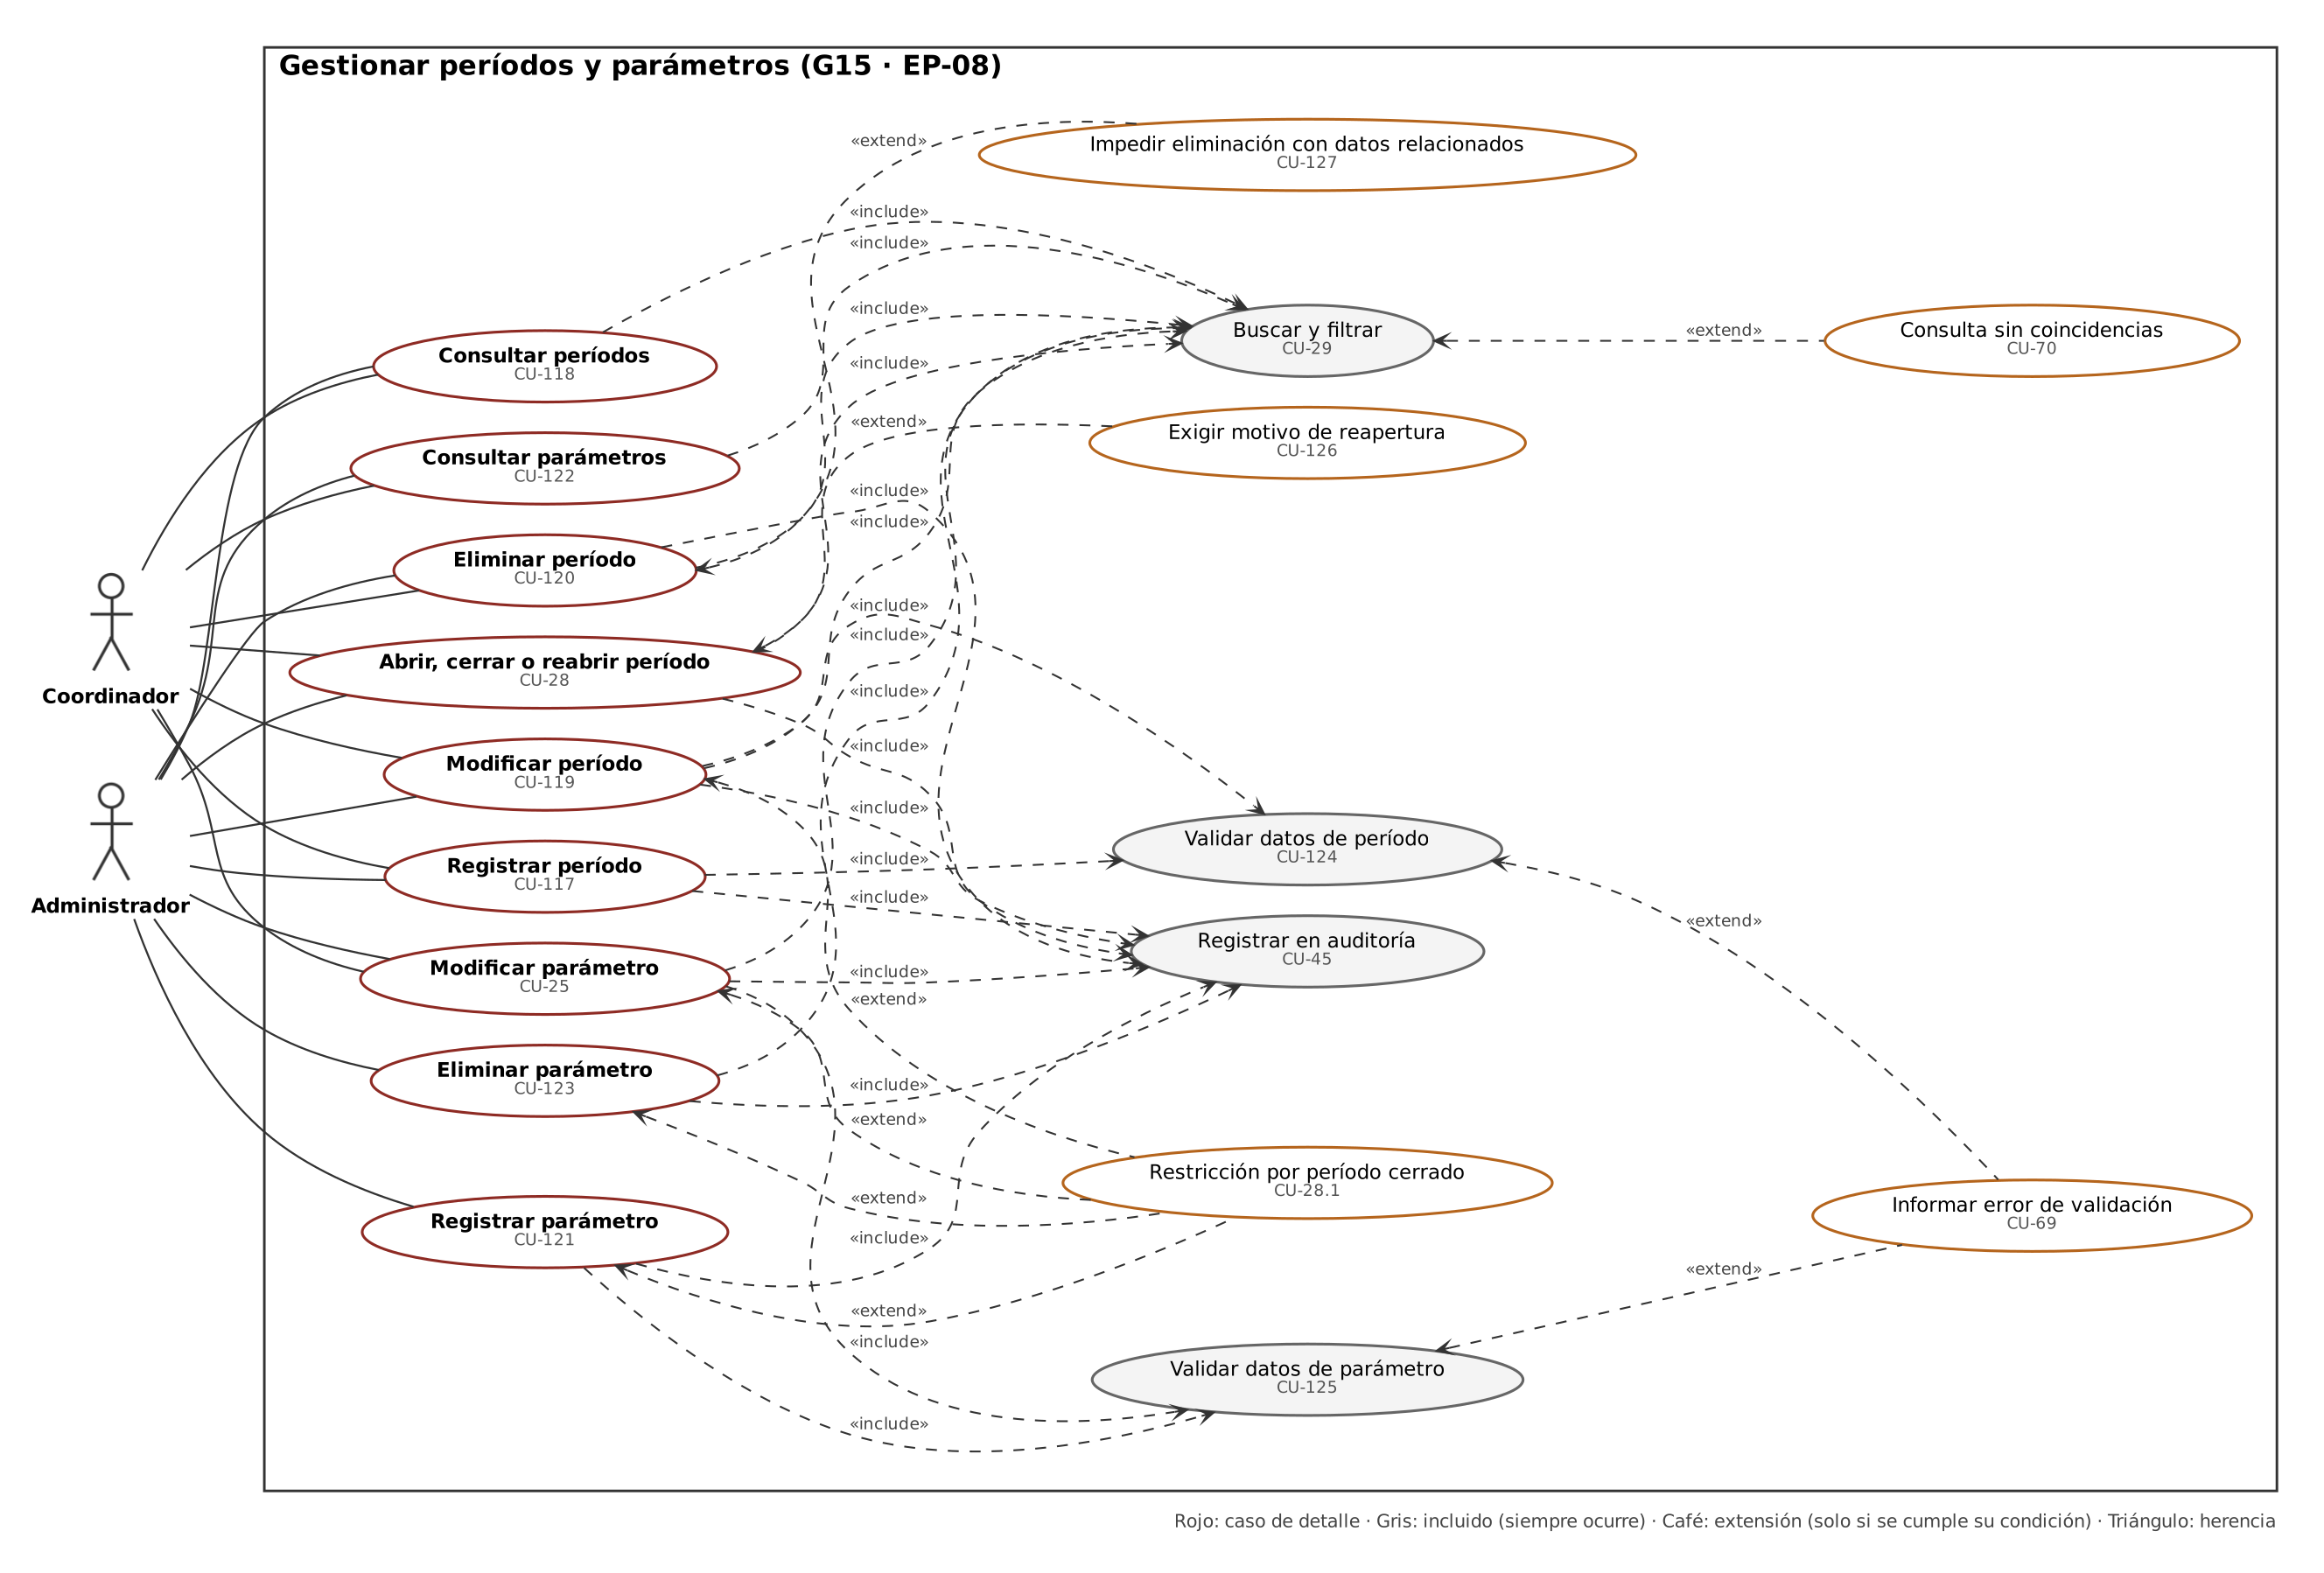 Gestionar períodos y parámetros (G15 · EP-08)
«extend»
Impedir eliminación con datos relacionados
CU-127
«include»
«include»
«include»
Buscar y filtrar
CU-29
«extend»
Consulta sin coincidencias
CU-70
Consultar períodos
CU-118
«include»
«extend»
Exigir motivo de reapertura
CU-126
Consultar parámetros
CU-122
«include»
«include»
Eliminar período
CU-120
«include»
«include»
Abrir, cerrar o reabrir período
CU-28
Coordinador
«include»
«include»
Modificar período
CU-119
«include»
Validar datos de período
CU-124
«include»
Registrar período
CU-117
«include»
Administrador
«extend»
Registrar en auditoría
CU-45
Modificar parámetro
CU-25
«include»
«extend»
Eliminar parámetro
CU-123
«include»
«extend»
Restricción por período cerrado
CU-28.1
«extend»
Informar error de validación
CU-69
Registrar parámetro
CU-121
«include»
«extend»
«extend»
«include»
Validar datos de parámetro
CU-125
«include»
Rojo: caso de detalle · Gris: incluido (siempre ocurre) · Café: extensión (solo si se cumple su condición) · Triángulo: herencia